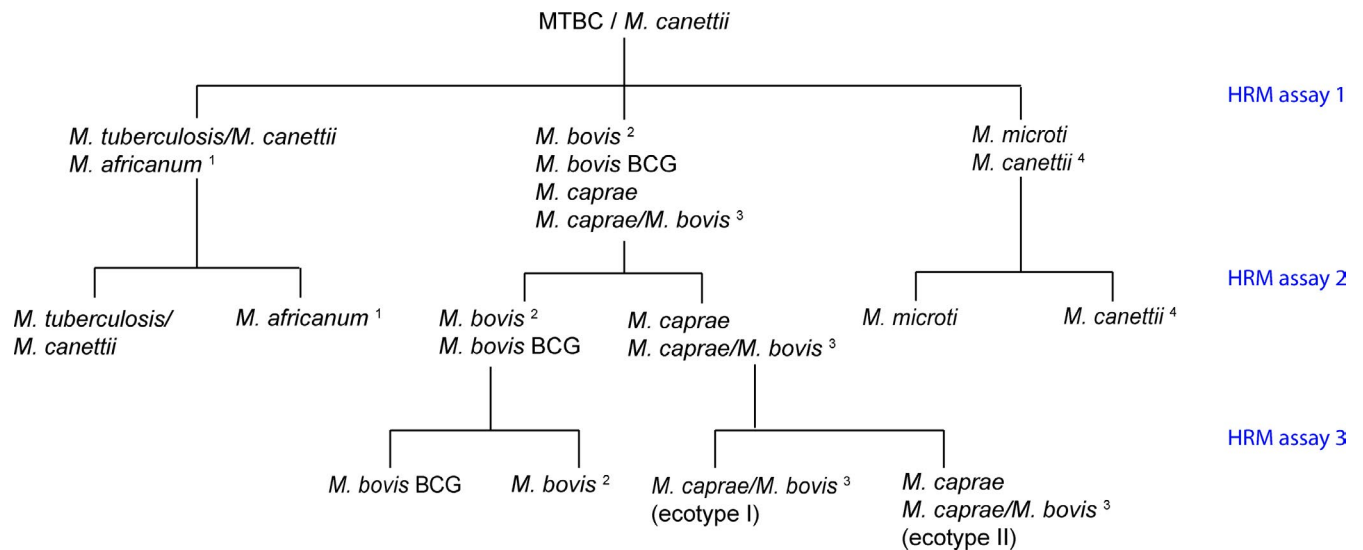 MTBC / M. canettii
HRM assay 1
M. tuberculosis/M. canettii
M. africanum ¹
M. bovis ²
M. bovis BCG
M. caprae
M. caprae/M. bovis ³
M. microti
M. canettii ⁴
HRM assay 2
M. tuberculosis/
M. canettii
M. africanum ¹
M. bovis ²
M. bovis BCG
M. caprae
M. caprae/M. bovis ³
M. microti
M. canettii ⁴
HRM assay 3
M. bovis BCG
M. bovis ²
M. caprae/M. bovis ³
(ecotype I)
M. caprae
M. caprae/M. bovis ³
(ecotype II)